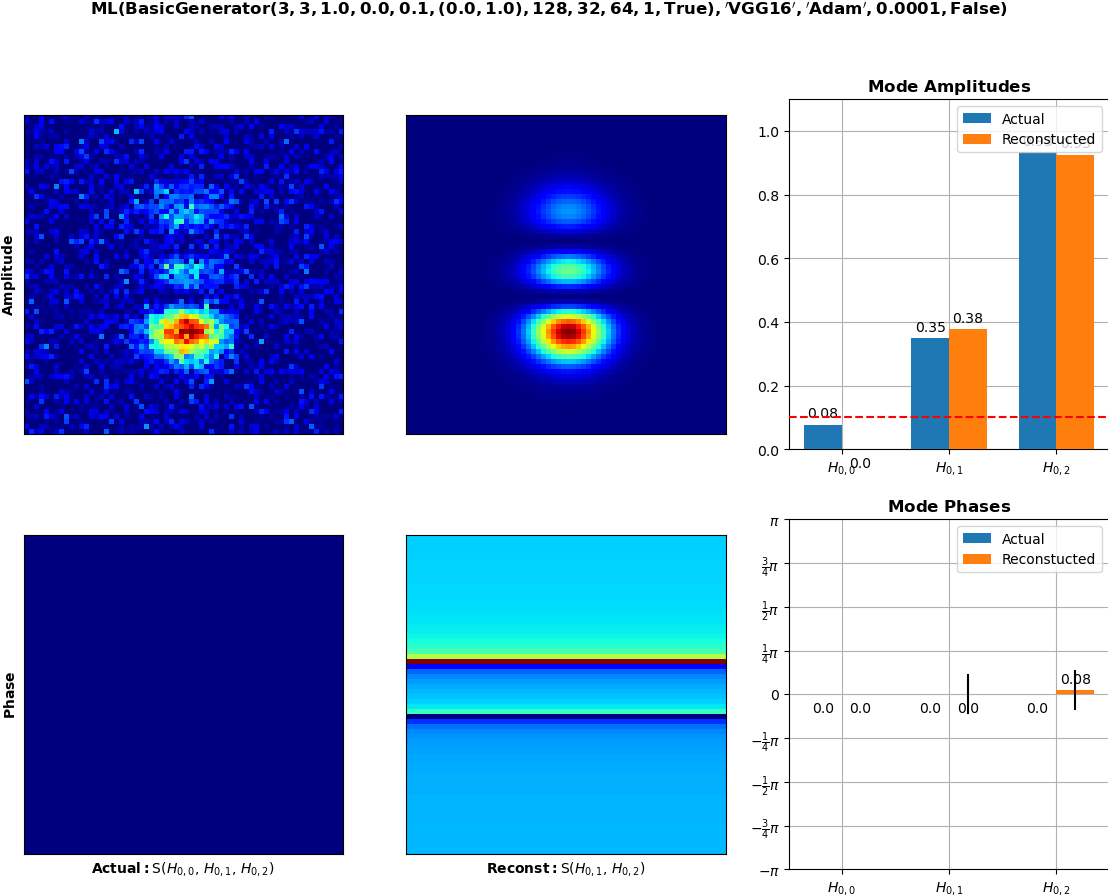 ML(BasicGenerator(3, 3, 1.0, 0.0, 0.1, (0.0, 1.0), 128, 32, 64, 1, True), ′VGG16′, ′Adam′, 0.0001, False)
Amplitude
Mode Amplitudes
Actual
Reconstucted
1.0
0.8
0.6
0.4
0.2
0.0
0.08
0.0
0.35
0.38
H0,0
H0,1
H0,2
Phase
Actual: S(H0,0, H0,1, H0,2)
Reconst: S(H0,1, H0,2)
Mode Phases
Actual
Reconstucted
π
3/4π
1/2π
1/4π
0
−1/4π
−1/2π
−3/4π
−π
0.0
0.0
0.0
0.0
0.0
0.08
H0,0
H0,1
H0,2